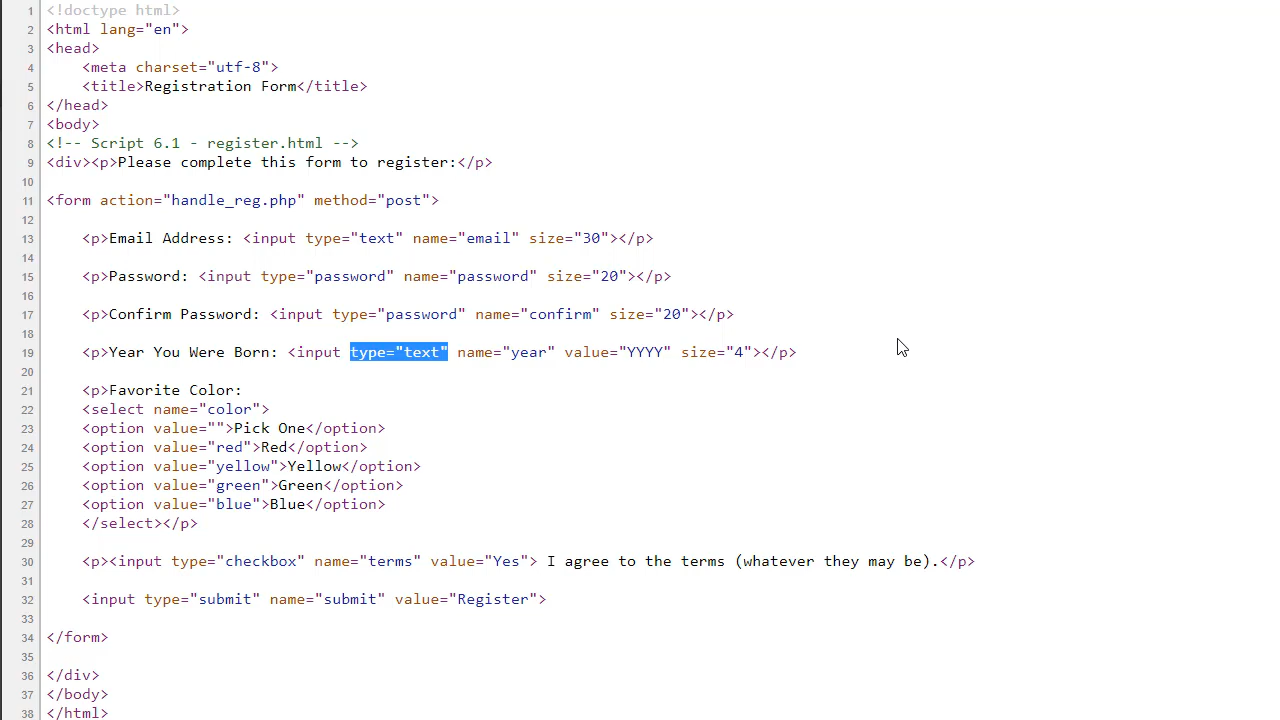 1 <!doctype html>
2 <html lang="en">
3 <head>
4     <meta charset="utf-8">
5     <title>Registration Form</title>
6 </head>
7 <body>
8 <!-- Script 6.1 - register.html -->
9 <div><p>Please complete this form to register:</p>
10
11 <form action="handle_reg.php" method="post">
12
13     <p>Email Address: <input type="text" name="email" size="30"></p>
14
15     <p>Password: <input type="password" name="password" size="20"></p>
16
17     <p>Confirm Password: <input type="password" name="confirm" size="20"></p>
18
19     <p>Year You Were Born: <input type="text" name="year" value="YYYY" size="4"></p>
20
21     <p>Favorite Color:
22     <select name="color">
23     <option value="">Pick One</option>
24     <option value="red">Red</option>
25     <option value="yellow">Yellow</option>
26     <option value="green">Green</option>
27     <option value="blue">Blue</option>
28     </select></p>
29
30     <p><input type="checkbox" name="terms" value="Yes"> I agree to the terms (whatever they may be).</p>
31
32     <input type="submit" name="submit" value="Register">
33
34 </form>
35
36 </div>
37 </body>
38 </html>